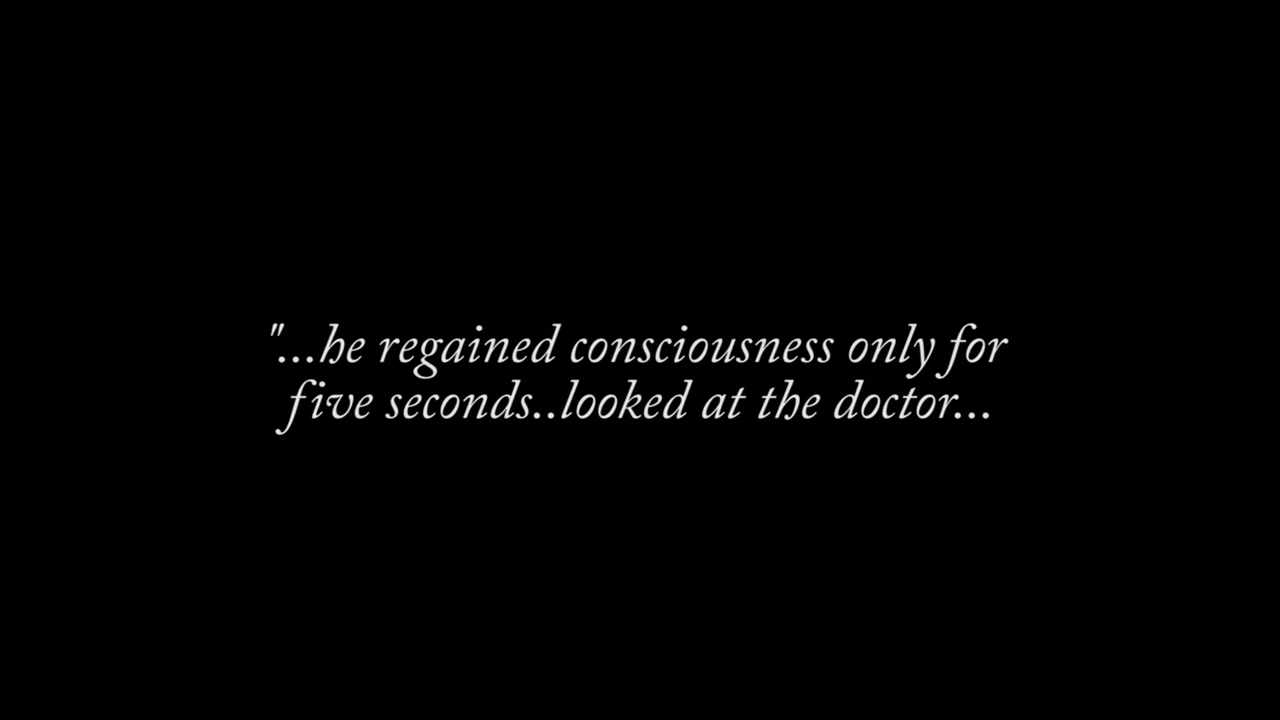 "...he regained consciousness only for
five seconds..looked at the doctor...